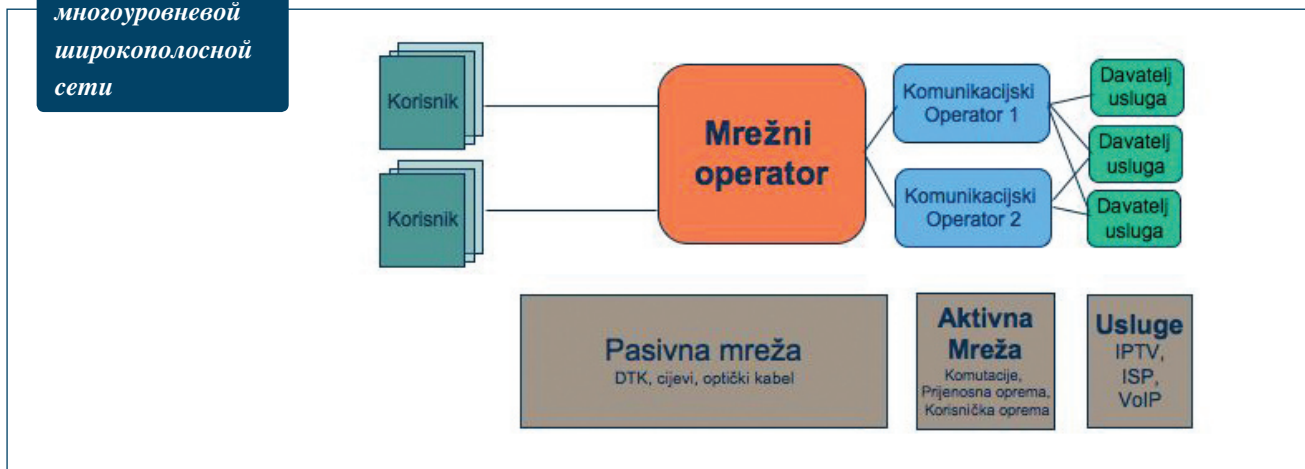 многоуровневой
широкополосной
сети
Korisnik
Korisnik
Mrežni
operator
Komunikacijski
Operator 1
Komunikacijski
Operator 2
Davatelj
usluga
Davatelj
usluga
Davatelj
usluga
Pasivna mreža
DTK, cijevi, optički kabel
Aktivna
Mreža
Komutacije,
Prijenosna oprema,
Korisnička oprema
Usluge
IPTV,
ISP,
VoIP